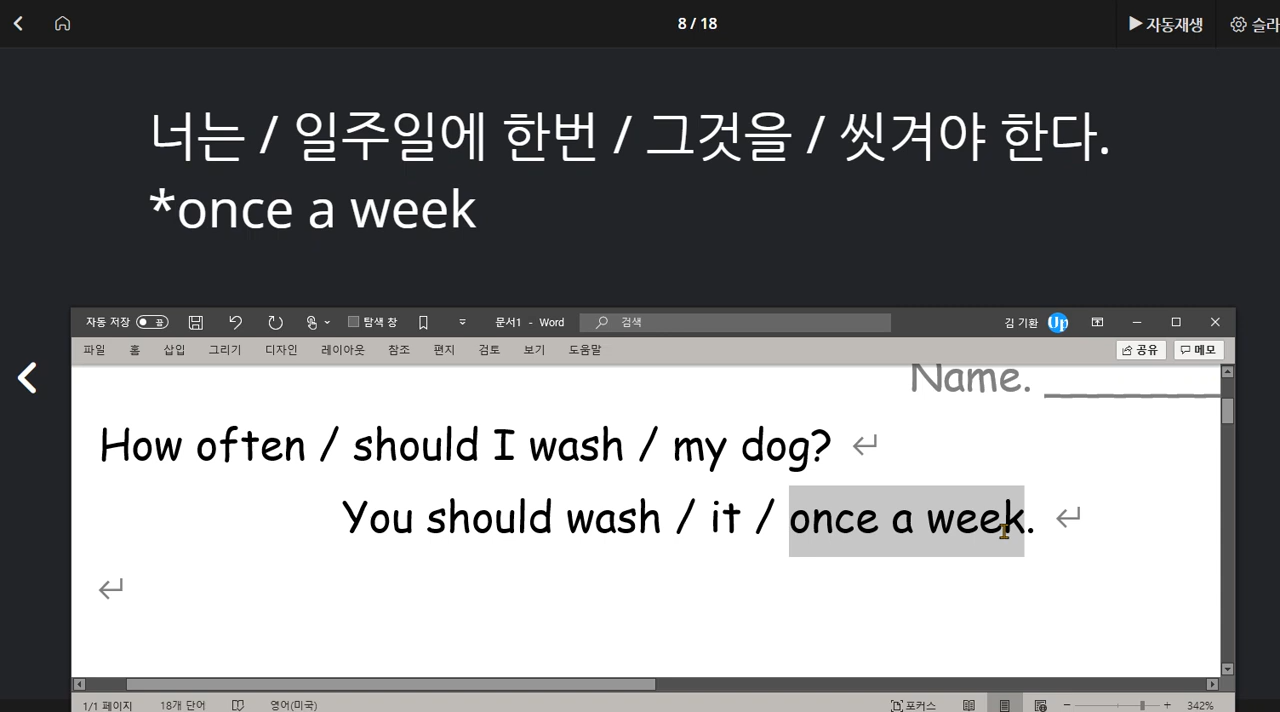 8 / 18
자동재생
슬라
너는 / 일주일에 한번 / 그것을 / 씻겨야 한다.
*once a week
자동 저장 끔
탐색 창
문서1 - Word
검색
김 기환
Up
파일 홈 삽입 그리기 디자인 레이아웃 참조 편지 검토 보기 도움말
공유
메모
Name. __________
How often / should I wash / my dog?
You should wash / it / once a week.
1/1 페이지 18개 단어 영어(미국)
포커스
342%